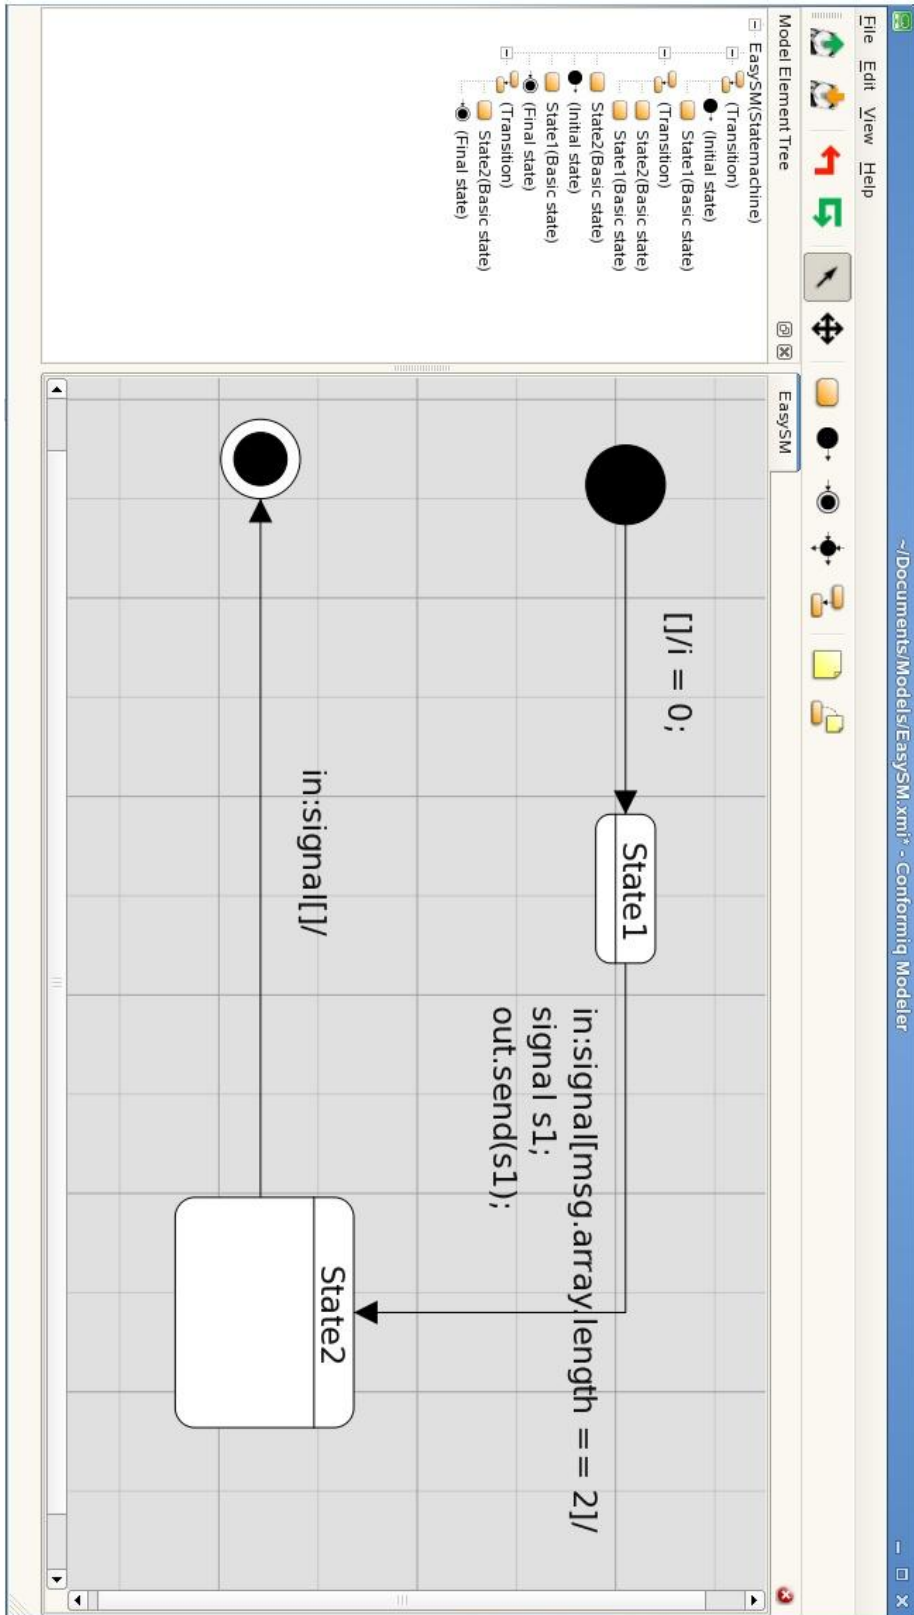 ~/Documents/Models/EasySM.xmi* - Conformiq Modeler
File Edit View Help
Model Element Tree
EasySM(Statemachine)
(Transition)
(Initial state)
State1(Basic state)
(Transition)
State2(Basic state)
State1(Basic state)
State2(Basic state)
(Initial state)
State1(Basic state)
(Final state)
(Transition)
State2(Basic state)
(Final state)
EasySM
[]/i = 0;
State1
in:signal[msg.array.length == 2]/
signal s1;
out.send(s1);
in:signal[]/
State2